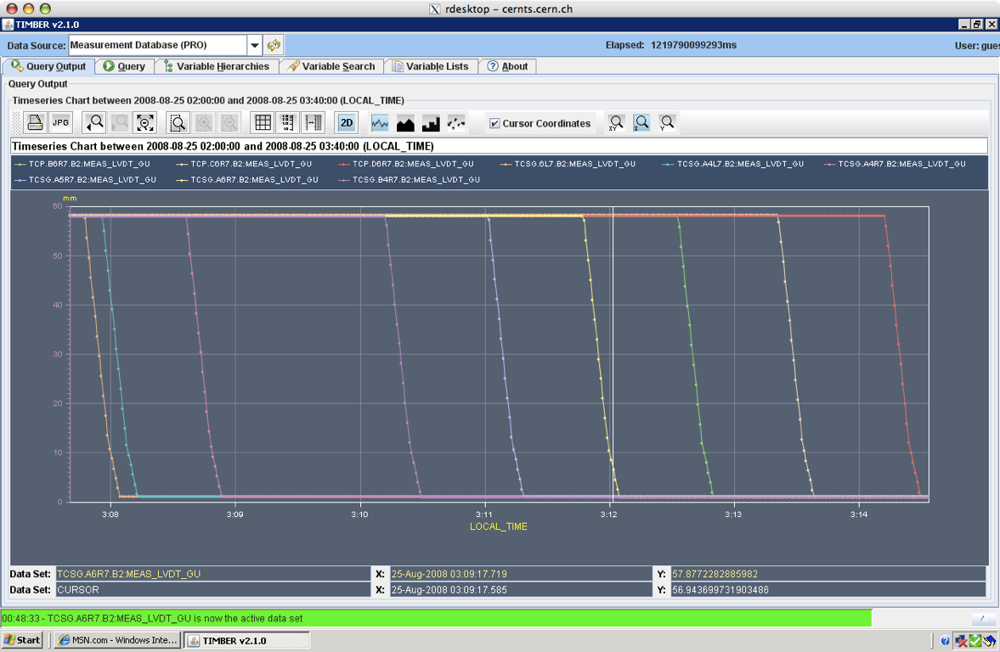 rdesktop – cernts.cern.ch
TIMBER v2.1.0
Data Source: Measurement Database (PRO) Elapsed: 1219790099293ms User: gues
Query Output Query Variable Hierarchies Variable Search Variable Lists ? About
Query Output
Timeseries Chart between 2008-08-25 02:00:00 and 2008-08-25 03:40:00 (LOCAL_TIME)
JPG 2D Cursor Coordinates XY X Y
Timeseries Chart between 2008-08-25 02:00:00 and 2008-08-25 03:40:00 (LOCAL_TIME)
TCP.B6R7.B2:MEAS_LVDT_GU TCP.C6R7.B2:MEAS_LVDT_GU TCP.D6R7.B2:MEAS_LVDT_GU TCSG.6L7.B2:MEAS_LVDT_GU TCSG.A4L7.B2:MEAS_LVDT_GU TCSG.A4R7.B2:MEAS_LVDT_GU
TCSG.A5R7.B2:MEAS_LVDT_GU TCSG.A6R7.B2:MEAS_LVDT_GU TCSG.B4R7.B2:MEAS_LVDT_GU
mm
60
50
40
30
20
10
0
3:08 3:09 3:10 3:11 3:12 3:13 3:14
LOCAL_TIME
Data Set: TCSG.A6R7.B2:MEAS_LVDT_GU X: 25-Aug-2008 03:09:17.719 Y: 57.8772282885982
Data Set: CURSOR X: 25-Aug-2008 03:09:17.585 Y: 56.943699731903486
00:48:33 - TCSG.A6R7.B2:MEAS_LVDT_GU is now the active data set
Start MSN.com - Windows Inte... TIMBER v2.1.0